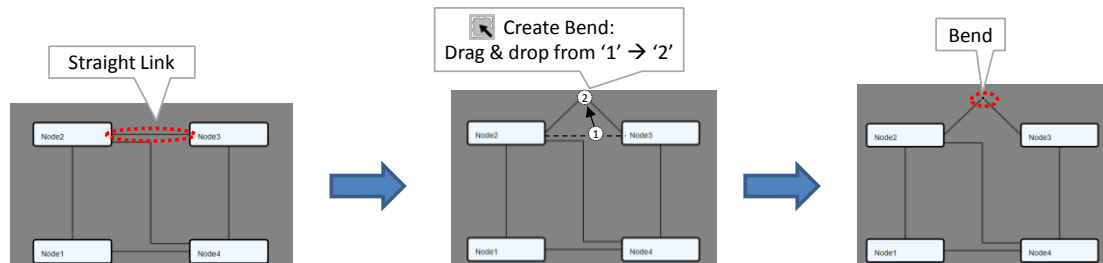 Straight Link
Node2
Node3
Node1
Node4
Create Bend:
Drag & drop from ‘1’ → ‘2’
2
1
Node2
Node3
Node1
Node4
Bend
Node2
Node3
Node1
Node4